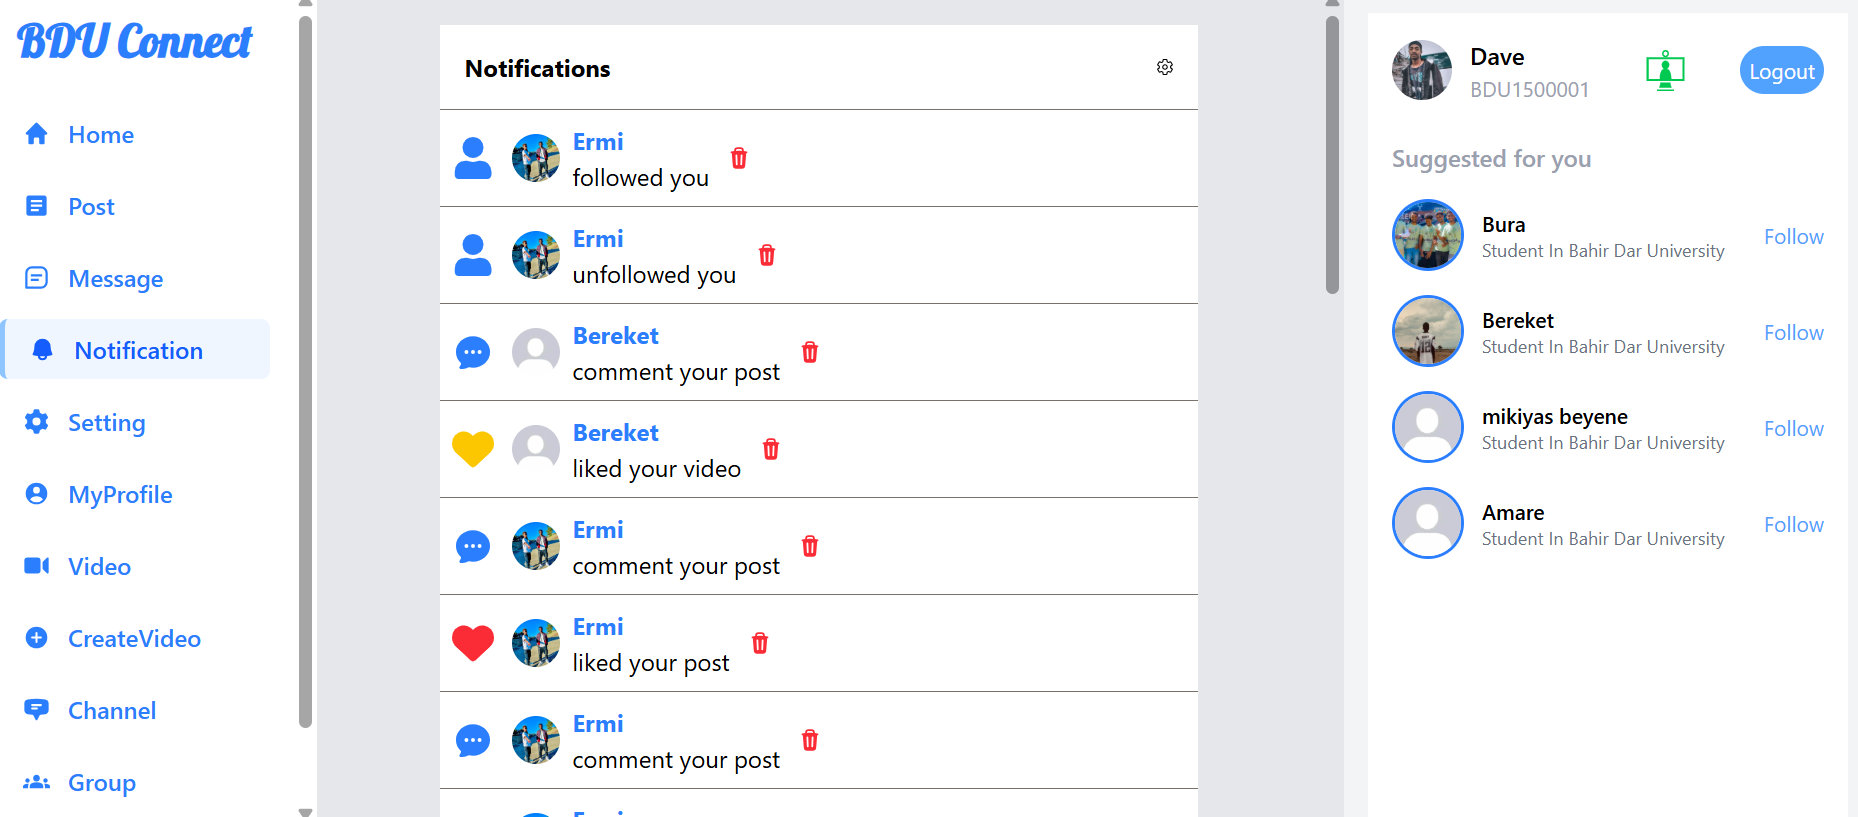 BDU Connect
Home
Post
Message
Notification
Setting
MyProfile
Video
CreateVideo
Channel
Group
Notifications
Ermi
followed you
Ermi
unfollowed you
Bereket
comment your post
Bereket
liked your video
Ermi
comment your post
Ermi
liked your post
Ermi
comment your post
Ermi
Dave
BDU1500001
Logout
Suggested for you
Bura
Student In Bahir Dar University
Follow
Bereket
Student In Bahir Dar University
Follow
mikiyas beyene
Student In Bahir Dar University
Follow
Amare
Student In Bahir Dar University
Follow